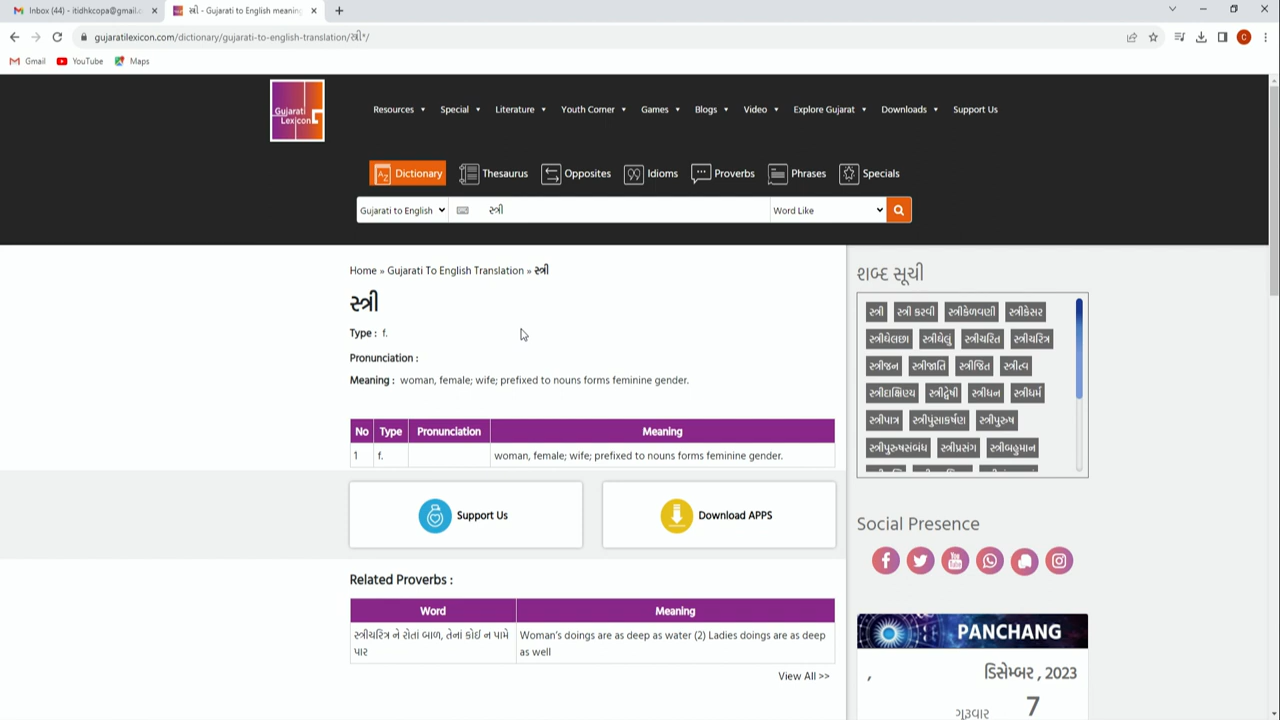 Inbox (44) - itidhkcopa@gmail.c
સ્ત્રી - Gujarati to English meanin
gujaratilexicon.com/dictionary/gujarati-to-english-translation/સ્ત્રી*/
C
Gmail YouTube Maps
Gujarati Lexicon
Resources Special Literature Youth Corner Games Blogs Video Explore Gujarat Downloads Support Us
Dictionary Thesaurus Opposites Idioms Proverbs Phrases Specials
Gujarati to English સ્ત્રી Word Like
Home » Gujarati To English Translation » સ્ત્રી
સ્ત્રી
Type : f.
Pronunciation :
Meaning : woman, female; wife; prefixed to nouns forms feminine gender.
No Type Pronunciation Meaning
1 f. woman, female; wife; prefixed to nouns forms feminine gender.
Support Us Download APPS
Related Proverbs :
Word Meaning
સ્ત્રીચરિત્ર ને રોતાં બાળ, તેનાં કોઈ ન પામે Woman's doings are as deep as water (2) Ladies doings are as deep
પાર as well
View All >>
શબ્દ સૂચી
સ્ત્રી સ્ત્રી કરવી સ્ત્રીકેળવણી સ્ત્રીકેસર
સ્ત્રીઘેલછા સ્ત્રીઘેલું સ્ત્રીચરિત સ્ત્રીચરિત્ર
સ્ત્રીજન સ્ત્રીજાતિ સ્ત્રીજિત સ્ત્રીત્વ
સ્ત્રીદાક્ષિણ્ય સ્ત્રીદ્વેષી સ્ત્રીધન સ્ત્રીધર્મ
સ્ત્રીપાત્ર સ્ત્રીપુંસાકર્ષણ સ્ત્રીપુરુષ
સ્ત્રીપુરુષસંબંધ સ્ત્રીપ્રસંગ સ્ત્રીબહુમાન
Social Presence
PANCHANG
, ડિસેમ્બર , 2023
ગુરૂવાર 7